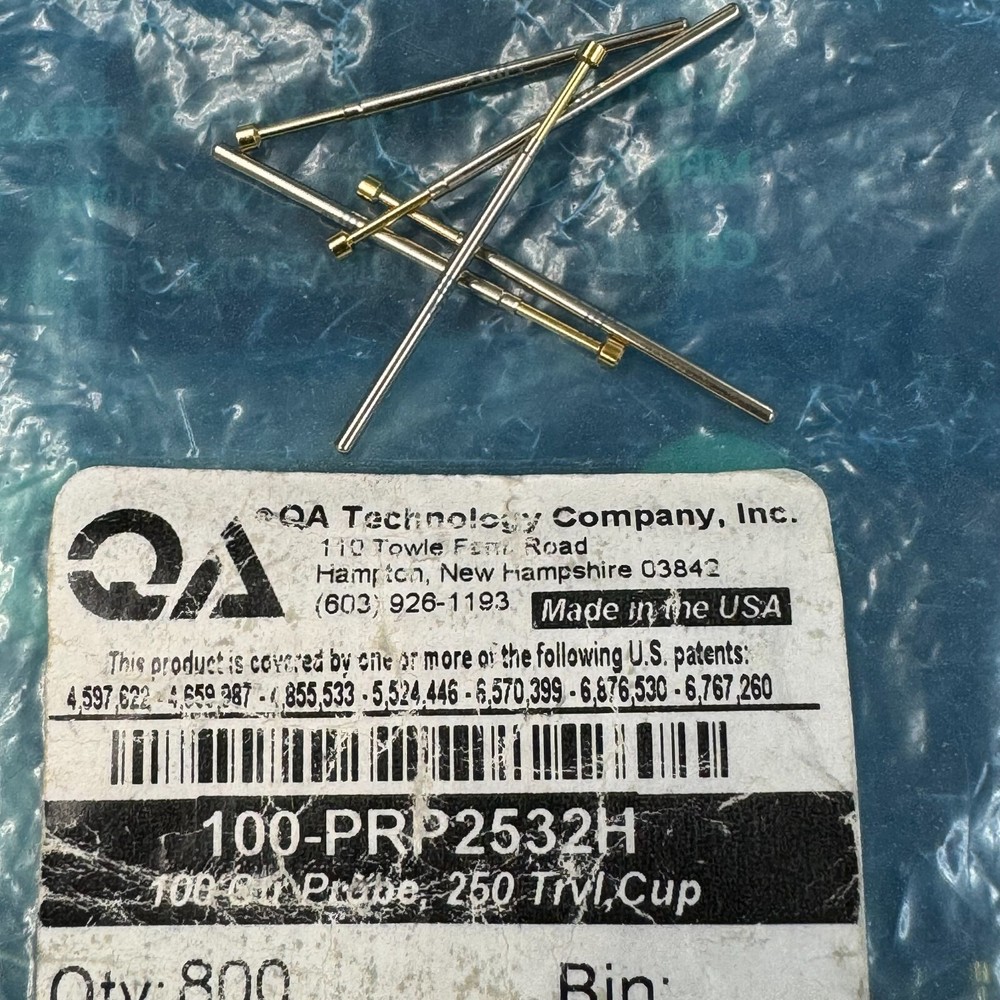 QA
®QA Technology Company, Inc.
110 Towle Farm Road
Hampton, New Hampshire 03842
(603) 926-1193 Made in the USA
This product is covered by one or more of the following U.S. patents:
4,597,622 - 4,659,987 - 4,855,533 - 5,524,446 - 6,570,399 - 6,876,530 - 6,767,260
100-PRP2532H
100 Ctr Probe, 250 Trvl,Cup
Qty: 800 Bin: